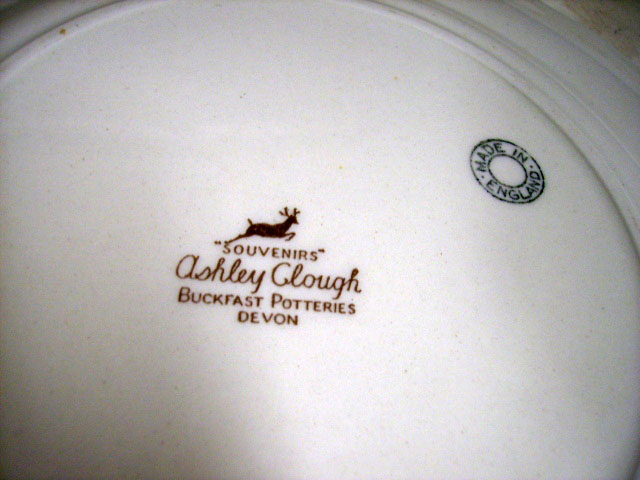 "SOUVENIRS"
Ashley Clough
BUCKFAST POTTERIES
DEVON
MADE IN
ENGLAND